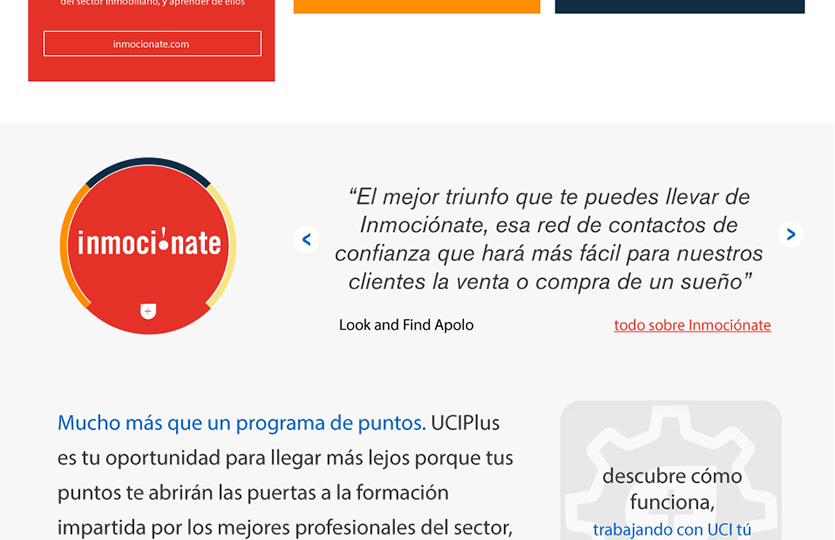 del sector inmobiliario, y aprender de ellos
inmocionate.com
inmoci!nate
“El mejor triunfo que te puedes llevar de
Inmociónate, esa red de contactos de
confianza que hará más fácil para nuestros
clientes la venta o compra de un sueño”
<
>
Look and Find Apolo
todo sobre Inmociónate
Mucho más que un programa de puntos. UCIPlus
es tu oportunidad para llegar más lejos porque tus
puntos te abrirán las puertas a la formación
impartida por los mejores profesionales del sector,
descubre cómo
funciona,
trabajando con UCI tú